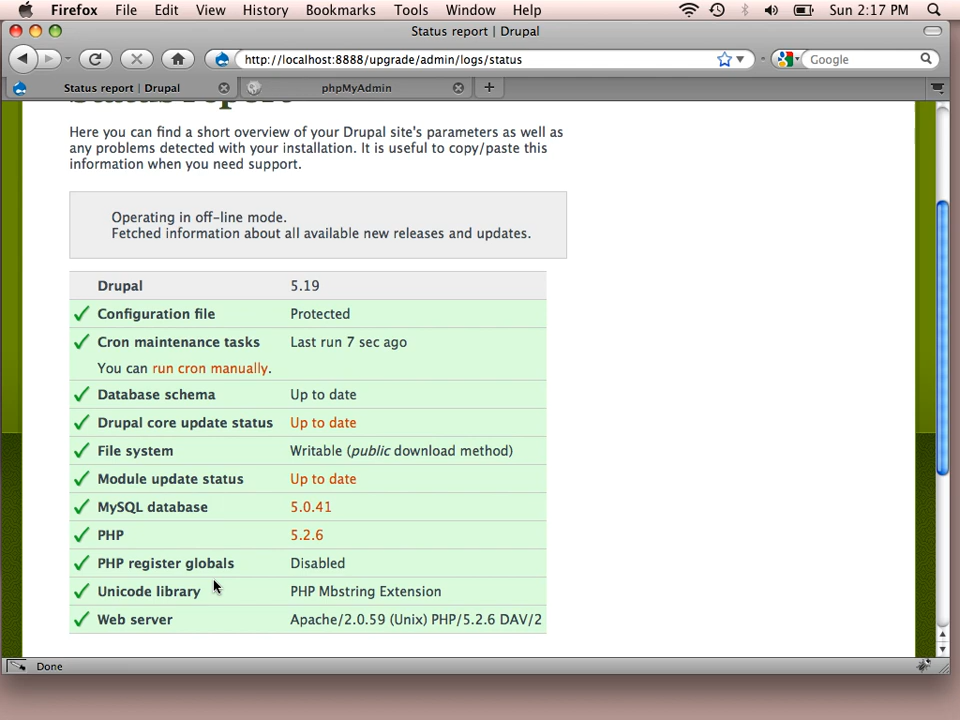 Firefox File Edit View History Bookmarks Tools Window Help Sun 2:17 PM
Status report | Drupal
http://localhost:8888/upgrade/admin/logs/status Google
Status report | Drupal phpMyAdmin
Status report
Here you can find a short overview of your Drupal site's parameters as well as
any problems detected with your installation. It is useful to copy/paste this
information when you need support.
Operating in off-line mode.
Fetched information about all available new releases and updates.
Drupal 5.19
Configuration file Protected
Cron maintenance tasks Last run 7 sec ago
You can run cron manually.
Database schema Up to date
Drupal core update status Up to date
File system Writable (public download method)
Module update status Up to date
MySQL database 5.0.41
PHP 5.2.6
PHP register globals Disabled
Unicode library PHP Mbstring Extension
Web server Apache/2.0.59 (Unix) PHP/5.2.6 DAV/2
Done